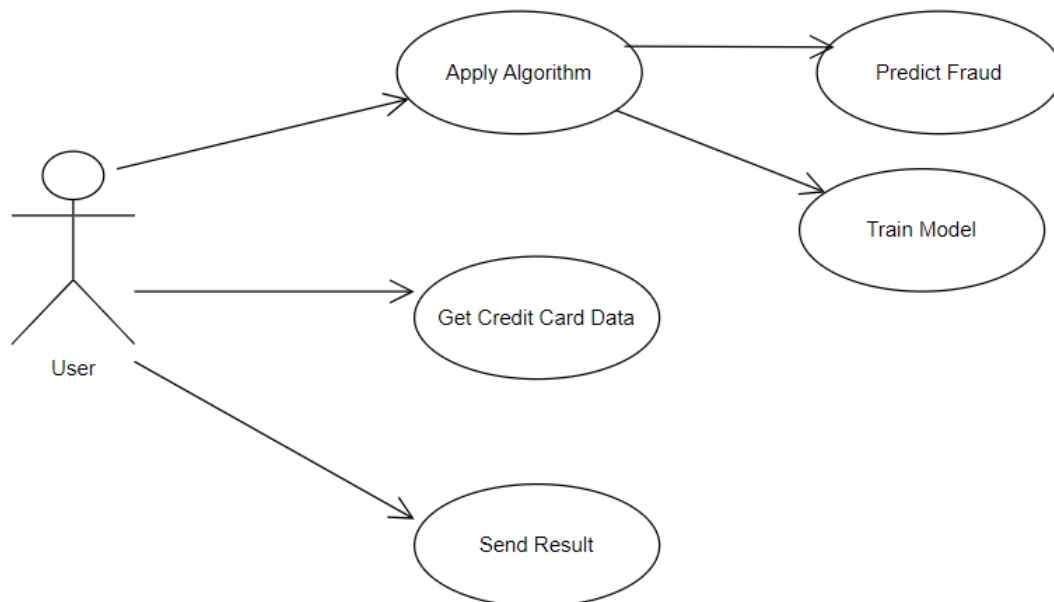 Apply Algorithm
Predict Fraud
Train Model
Get Credit Card Data
User
Send Result